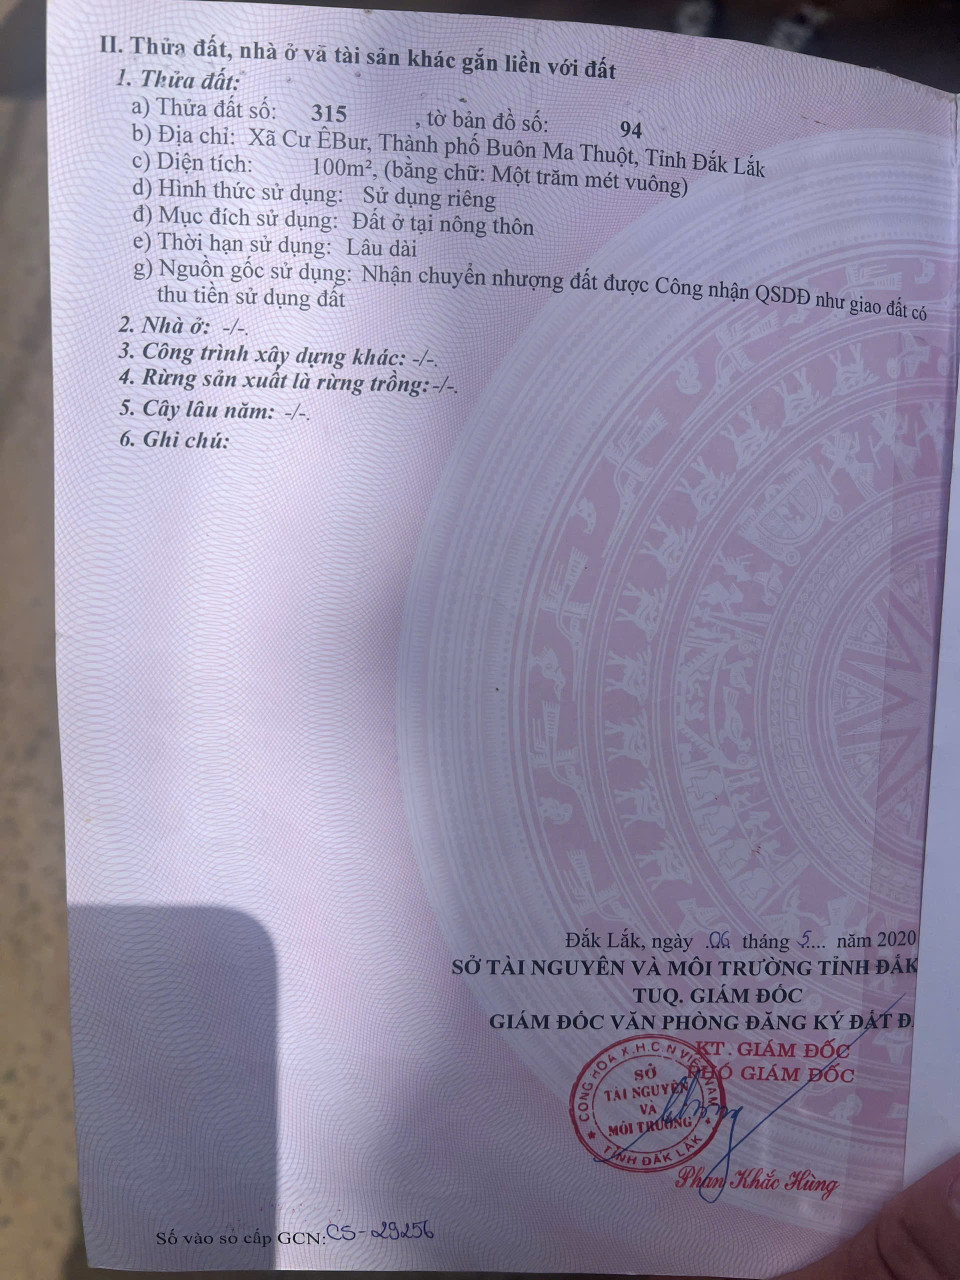 II. Thửa đất, nhà ở và tài sản khác gắn liền với đất
1. Thửa đất:
a) Thửa đất số: 315 , tờ bản đồ số: 94
b) Địa chỉ: Xã Cư ÊBur, Thành phố Buôn Ma Thuột, Tỉnh Đắk Lắk
c) Diện tích: 100m², (bằng chữ: Một trăm mét vuông)
d) Hình thức sử dụng: Sử dụng riêng
đ) Mục đích sử dụng: Đất ở tại nông thôn
e) Thời hạn sử dụng: Lâu dài
g) Nguồn gốc sử dụng: Nhận chuyển nhượng đất được Công nhận QSDĐ như giao đất có
thu tiền sử dụng đất
2. Nhà ở: -/-.
3. Công trình xây dựng khác: -/-.
4. Rừng sản xuất là rừng trồng: -/-.
5. Cây lâu năm: -/-.
6. Ghi chú:
Đắk Lắk, ngày 06 tháng 5.... năm 2020
SỞ TÀI NGUYÊN VÀ MÔI TRƯỜNG TỈNH ĐẮK
TUQ. GIÁM ĐỐC
GIÁM ĐỐC VĂN PHÒNG ĐĂNG KÝ ĐẤT Đ
KT. GIÁM ĐỐC
PHÓ GIÁM ĐỐC
CỘNG HÒA X.H.C.N VIỆT NAM
SỞ
TÀI NGUYÊN
VÀ
MÔI TRƯỜNG
TỈNH ĐẮK LẮK
Phan Khắc Hùng
Số vào sổ cấp GCN: CS-29256